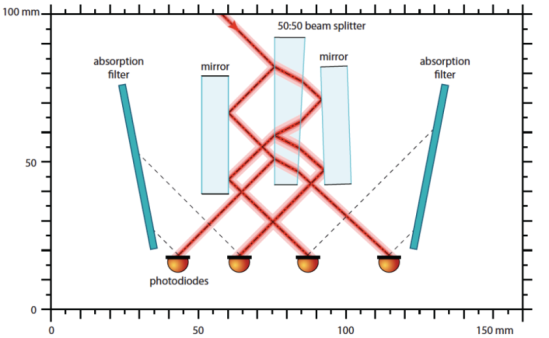 100 mm
50:50 beam splitter
absorption
filter
mirror
mirror
absorption
filter
50
photodiodes
0
0
50
100
150 mm